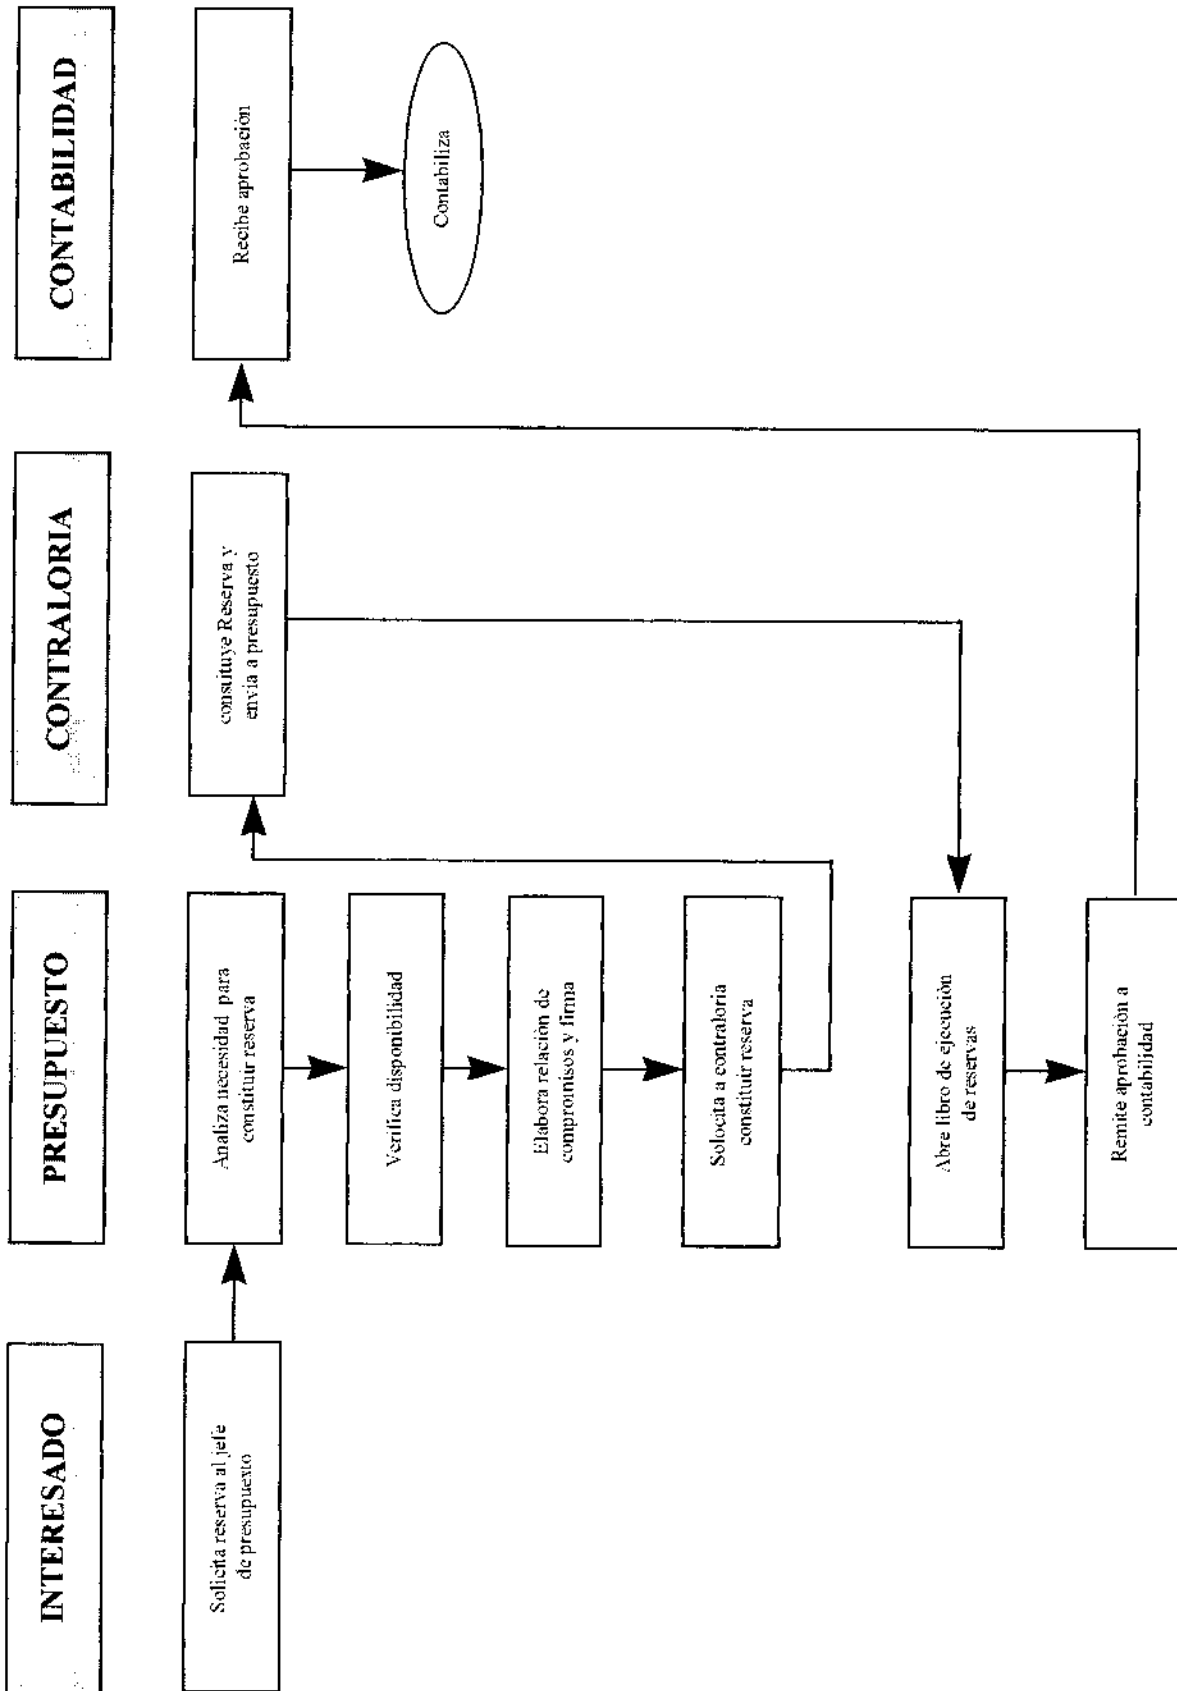 INTERESADO
PRESUPUESTO
CONTRALORIA
CONTABILIDAD
Solicita reserva al jefe
de presupuexto
Analiza necesidad para
constituir reserva
Verifica disponibilidad
Elabora relación de
compromisos y firma
Solocita a contraloria
constituir reserva
consituye Reserva y
envia a presupuesto
Abre libro de ejecución
de reservas
Remite aprobación a
contabilidad
Recibe aprobación
Contabiliza